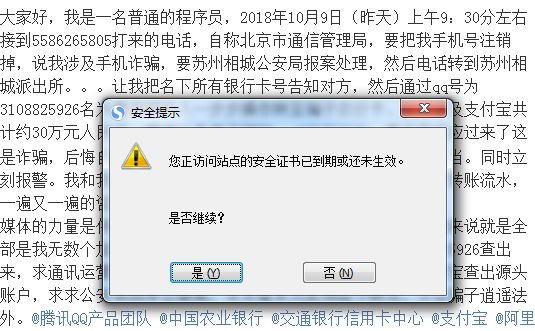 大家好，我是一名普通的程序员，2018年10月9日（昨天）上午9：30分左右
接到5586265805打来的电话，自称北京市通信管理局，要把我手机号注销
掉，说我涉及手机诈骗，要苏州相城公安局报案处理，然后电话转到苏州相
城派出所。。。让我把名下所有银行卡号告知对方，然后通过qq号为
3108825926名 及支付宝共
安全提示
计约30万元人民 应过来了这
是诈骗，后悔自 当。同时立
您正访问站点的安全证书已到期或还未生效。
刻报警。我和我 转账流水，
一遍又一遍的
是否继续？
媒体的力量是 来说就是全
部是我无数个 5926查出
来，求通讯运营 宝查出源头
是(Y) 否(N)
账户，求求公安 骗子逍遥法
外。@腾讯QQ产品团队 @中国农业银行 @交通银行信用卡中心 @支付宝 @阿里